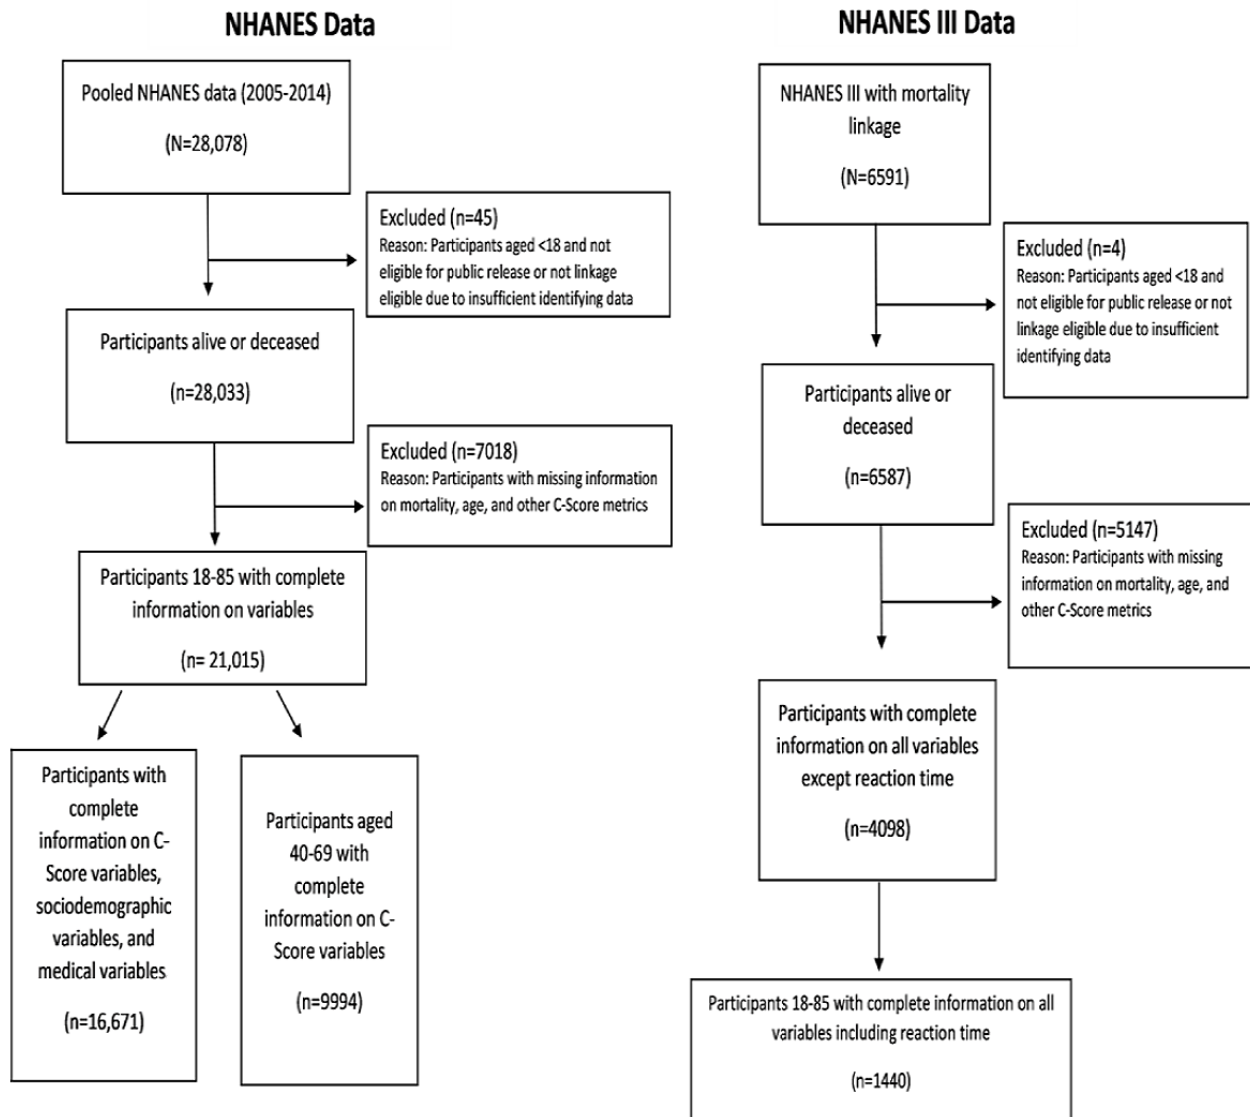 NHANES Data
Pooled NHANES data (2005-2014)
(N=28,078)
Excluded (n=45)
Reason: Participants aged <18 and not
eligible for public release or not linkage
eligible due to insufficient identifying data
Participants alive or deceased
(n=28,033)
Excluded (n=7018)
Reason: Participants with missing information
on mortality, age, and other C-Score metrics
Participants 18-85 with complete
information on variables
(n= 21,015)
Participants with
complete
information on C-
Score variables,
sociodemographic
variables, and
medical variables
(n=16,671)
Participants aged
40-69 with
complete
information on C-
Score variables
(n=9994)
NHANES III Data
NHANES III with mortality
linkage
(N=6591)
Excluded (n=4)
Reason: Participants aged <18 and
not eligible for public release or not
linkage eligible due to insufficient
identifying data
Participants alive or
deceased
(n=6587)
Excluded (n=5147)
Reason: Participants with missing
information on mortality, age, and
other C-Score metrics
Participants with complete
information on all variables
except reaction time
(n=4098)
Participants 18-85 with complete information on all
variables including reaction time
(n=1440)